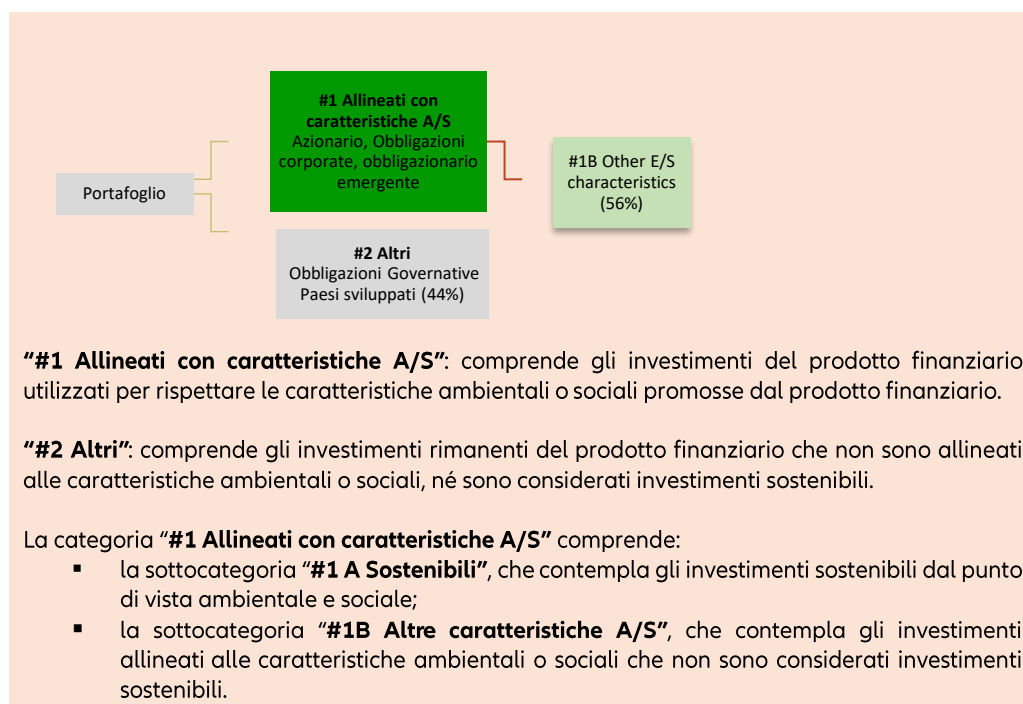 #1 Allineati con
caratteristiche A/S
Azionario, Obbligazioni
corporate, obbligazionario
emergente
#1B Other E/S
characteristics
(56%)
Portafoglio
#2 Altri
Obbligazioni Governative
Paesi sviluppati (44%)
“#1 Allineati con caratteristiche A/S”: comprende gli investimenti del prodotto finanziario
utilizzati per rispettare le caratteristiche ambientali o sociali promosse dal prodotto finanziario.
“#2 Altri”: comprende gli investimenti rimanenti del prodotto finanziario che non sono allineati
alle caratteristiche ambientali o sociali, né sono considerati investimenti sostenibili.
La categoria “#1 Allineati con caratteristiche A/S” comprende:
▪ la sottocategoria “#1 A Sostenibili”, che contempla gli investimenti sostenibili dal punto
di vista ambientale e sociale;
▪ la sottocategoria “#1B Altre caratteristiche A/S”, che contempla gli investimenti
allineati alle caratteristiche ambientali o sociali che non sono considerati investimenti
sostenibili.